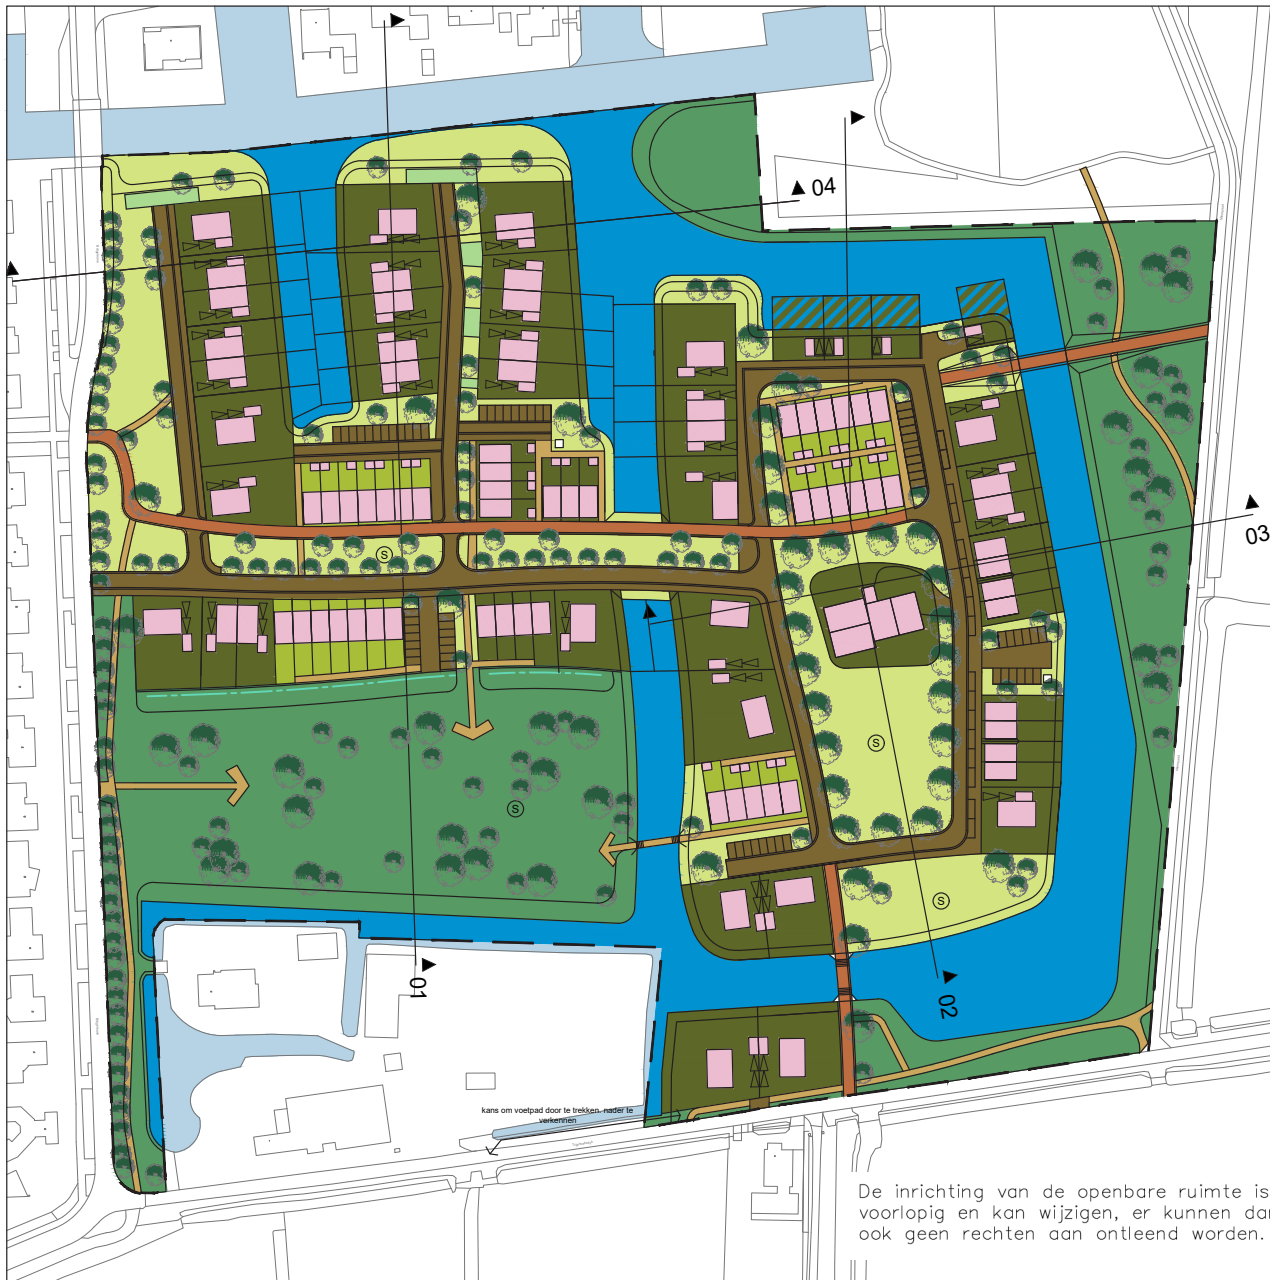 04
03
S
S
S
S
01
02
kans om voetpad door te trekken. nader te
verkennen
De inrichting van de openbare ruimte is
voorlopig en kan wijzigen, er kunnen dan
ook geen rechten aan ontleend worden.